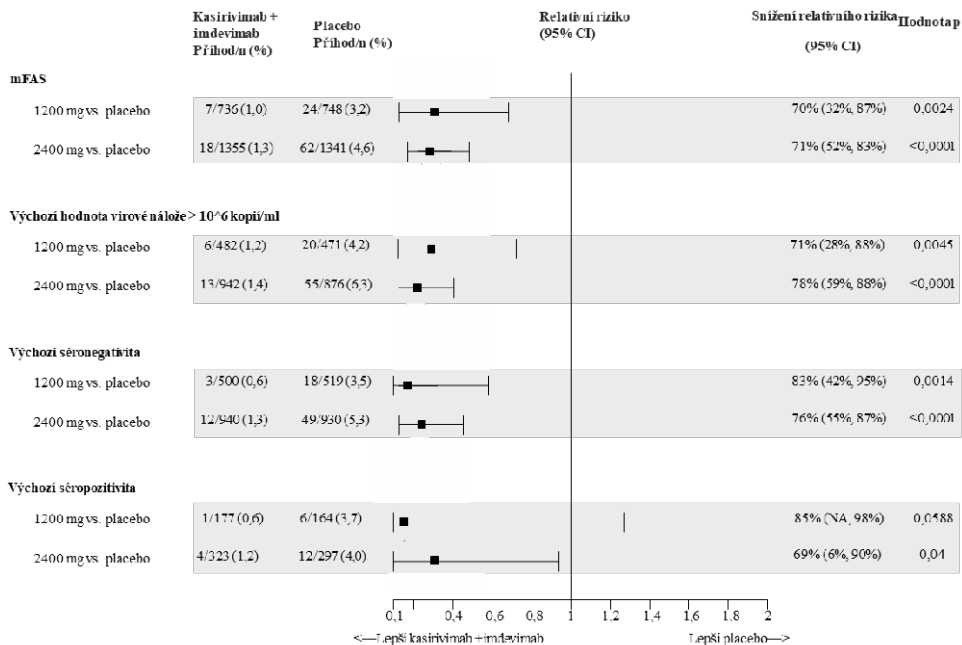 Kasirivimab + imdevimab Příhod/n (%) Placebo Příhod/n (%) Relativní riziko (95% CI) Snížení relativního rizika (95% CI) Hodnota p
mFAS
1200 mg vs. placebo 7/736 (1,0) 24/748 (3,2) 70% (32%, 87%) 0,0024
2400 mg vs. placebo 18/1355 (1,3) 62/1341 (4,6) 71% (52%, 83%) <0,0001
Výchozí hodnota virové nálože > 10^6 kopií/ml
1200 mg vs. placebo 6/482 (1,2) 20/471 (4,2) 71% (28%, 88%) 0,0045
2400 mg vs. placebo 13/942 (1,4) 55/876 (6,3) 78% (59%, 88%) <0,0001
Výchozí séronegativita
1200 mg vs. placebo 3/500 (0,6) 18/519 (3,5) 83% (42%, 95%) 0,0014
2400 mg vs. placebo 12/940 (1,3) 49/930 (5,3) 76% (55%, 87%) <0,0001
Výchozí séropozitivita
1200 mg vs. placebo 1/177 (0,6) 6/164 (3,7) 85% (NA, 98%) 0,0588
2400 mg vs. placebo 4/323 (1,2) 12/297 (4,0) 69% (6%, 90%) 0,04
0,1 0,4 0,6 0,8 1 1,2 1,4 1,6 1,8 2
<—Lepší kasirivimab +imdevimab Lepší placebo—>